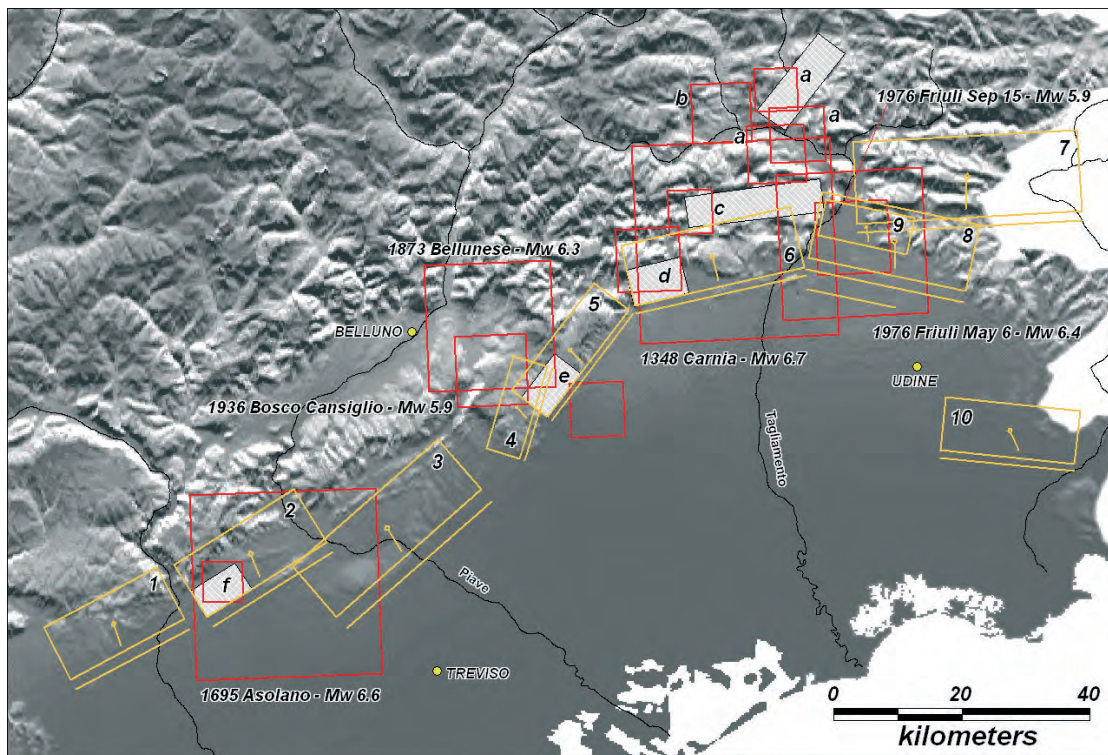 a
b
1976 Friuli Sep 15 - Mw 5.9
a
a
7
c
9
8
1873 Bellunese - Mw 6.3
6
d
5
BELLUNO
1976 Friuli May 6 - Mw 6.4
1348 Carnia - Mw 6.7
e
UDINE
1936 Bosco Cansiglio - Mw 5.9
10
4
3
Tagliamento
2
1
f
Piave
TREVISO
1695 Asolano - Mw 6.6
0 20 40
kilometers